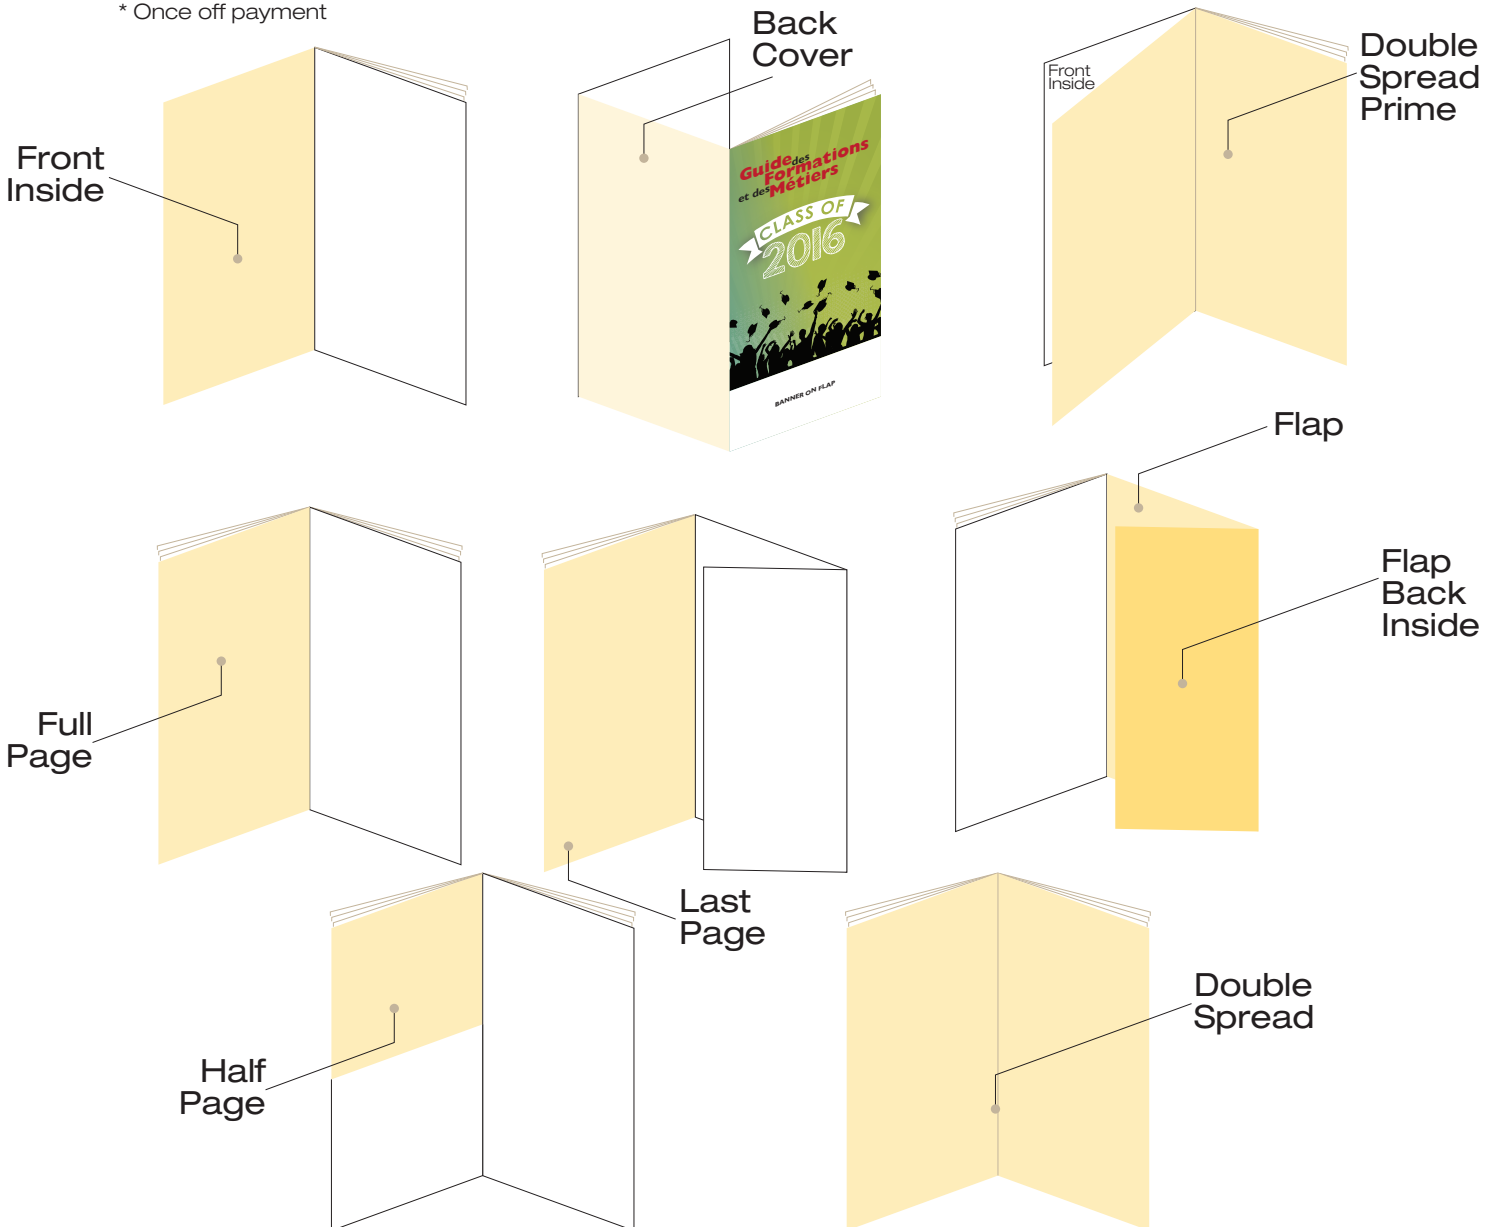 * Once off payment
Front
Inside
Back
Cover
Guide des
Formations
et des Métiers
CLASS OF
2016
BANNER ON FLAP
Front
Inside
Double
Spread
Prime
Full
Page
Last
Page
Flap
Flap
Back
Inside
Half
Page
Double
Spread